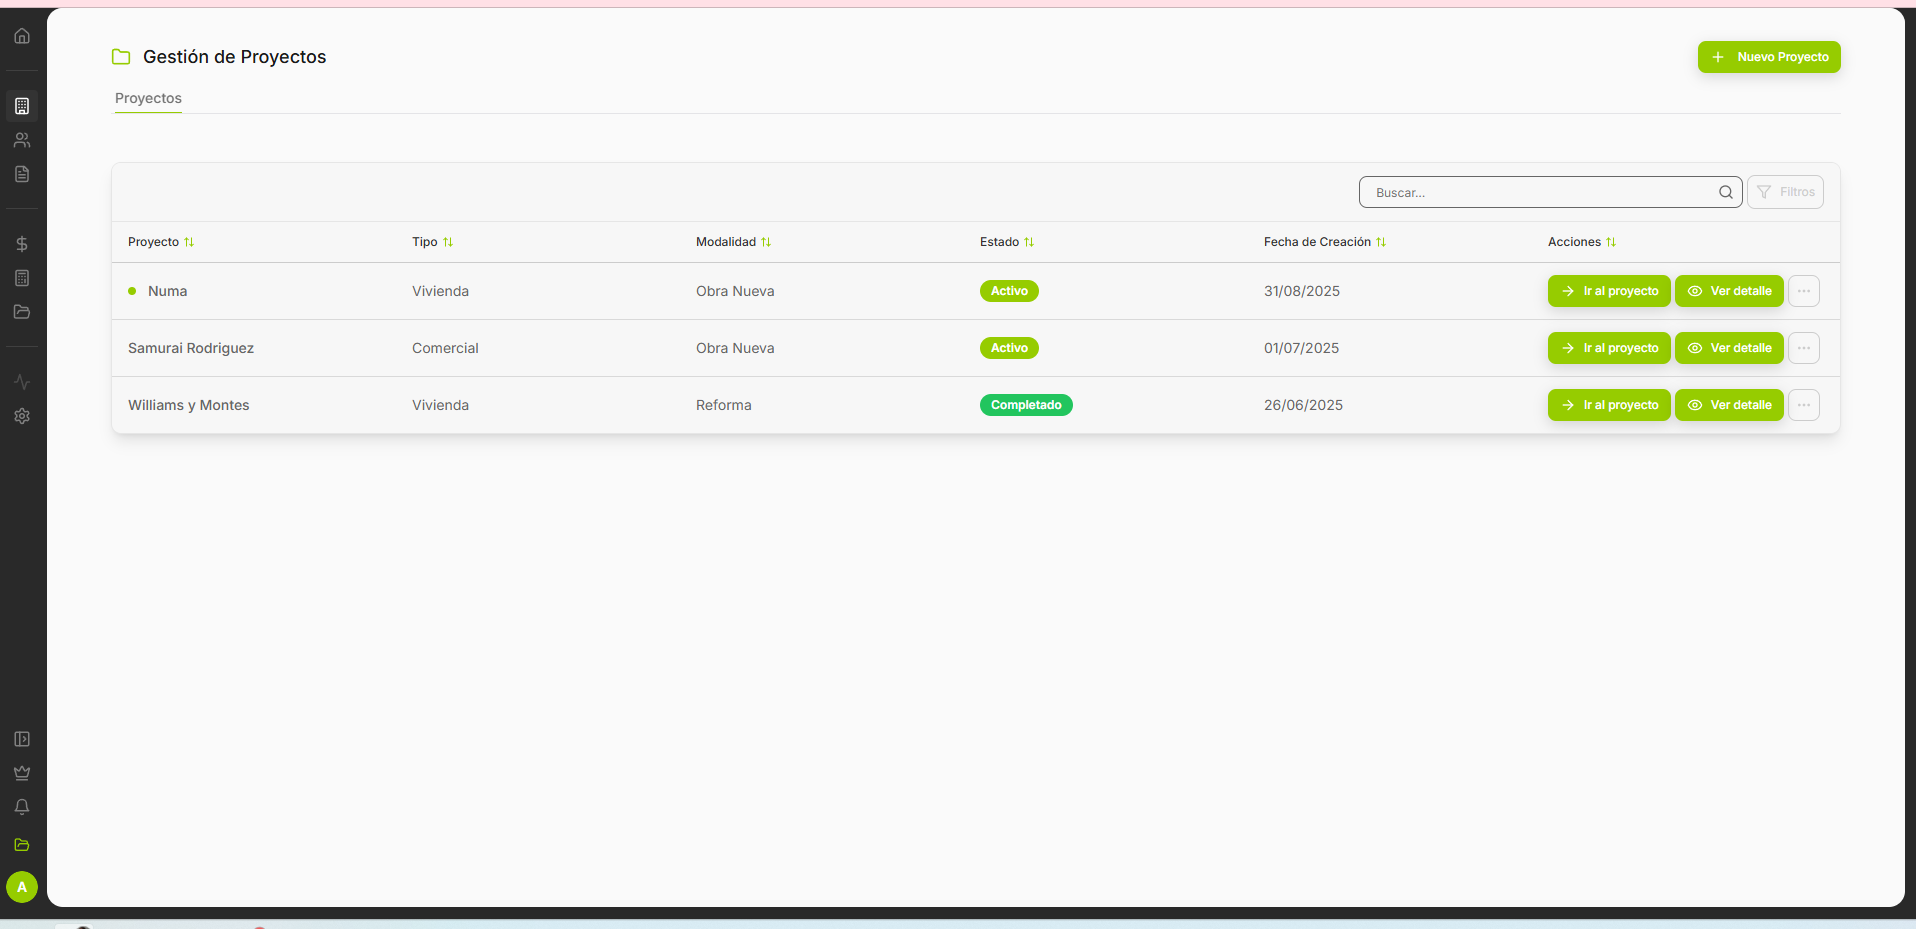 Gestión de Proyectos
Nuevo Proyecto
Proyectos
Buscar...
Filtros
Proyecto Tipo Modalidad Estado Fecha de Creación Acciones
Numa Vivienda Obra Nueva Activo 31/08/2025 Ir al proyecto Ver detalle
Samurai Rodriguez Comercial Obra Nueva Activo 01/07/2025 Ir al proyecto Ver detalle
Williams y Montes Vivienda Reforma Completado 26/06/2025 Ir al proyecto Ver detalle
A